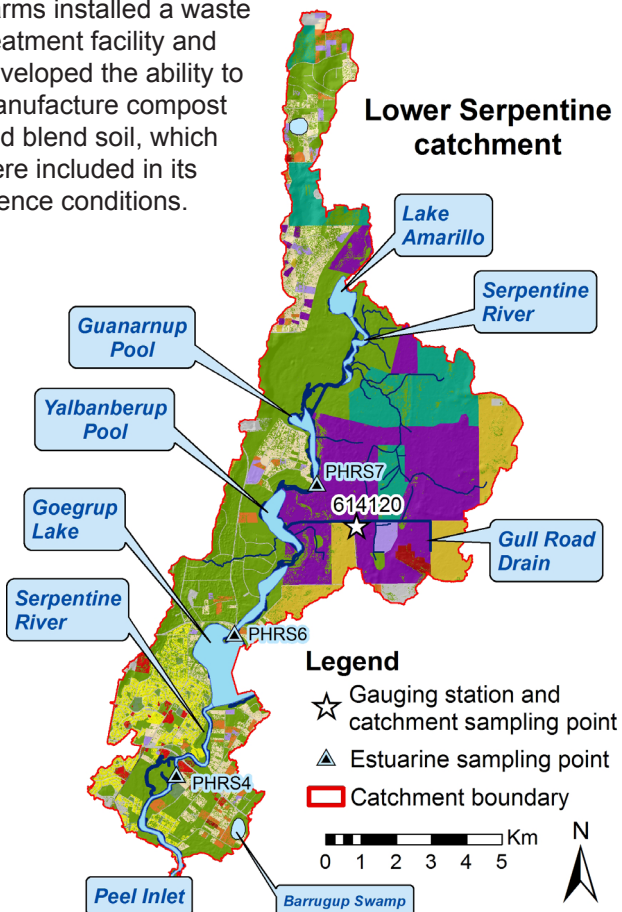 arms installed a waste
eatment facility and
veloped the ability to
anufacture compost
d blend soil, which
ere included in its
ence conditions.
Lower Serpentine
catchment
Lake
Amarillo
Serpentine
River
Guanarnup
Pool
Yalbanberup
Pool
PHRS7
614120
Goegrup
Lake
Gull Road
Drain
Serpentine
River
PHRS6
Legend
Gauging station and
catchment sampling point
Estuarine sampling point
PHRS4
Catchment boundary
Km
0 1 2 3 4 5
N
Peel Inlet
Barrugup Swamp